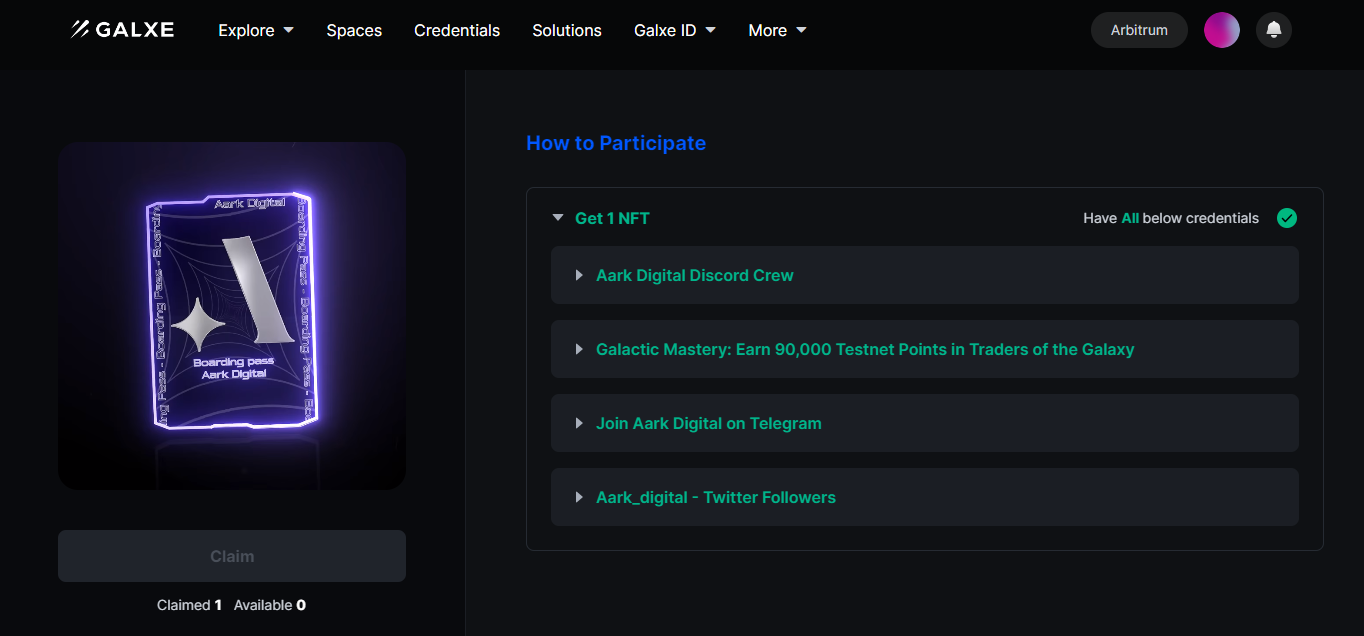 GALXE
Explore
Spaces
Credentials
Solutions
Galxe ID
More
Arbitrum
How to Participate
Get 1 NFT
Have All below credentials
Aark Digital Discord Crew
Galactic Mastery: Earn 90,000 Testnet Points in Traders of the Galaxy
Join Aark Digital on Telegram
Aark_digital - Twitter Followers
Aark Digital
Boarding Pass - Boarding
Boarding Pass - Boarding Pass
Boarding pass
Aark Digital
Claim
Claimed 1 Available 0